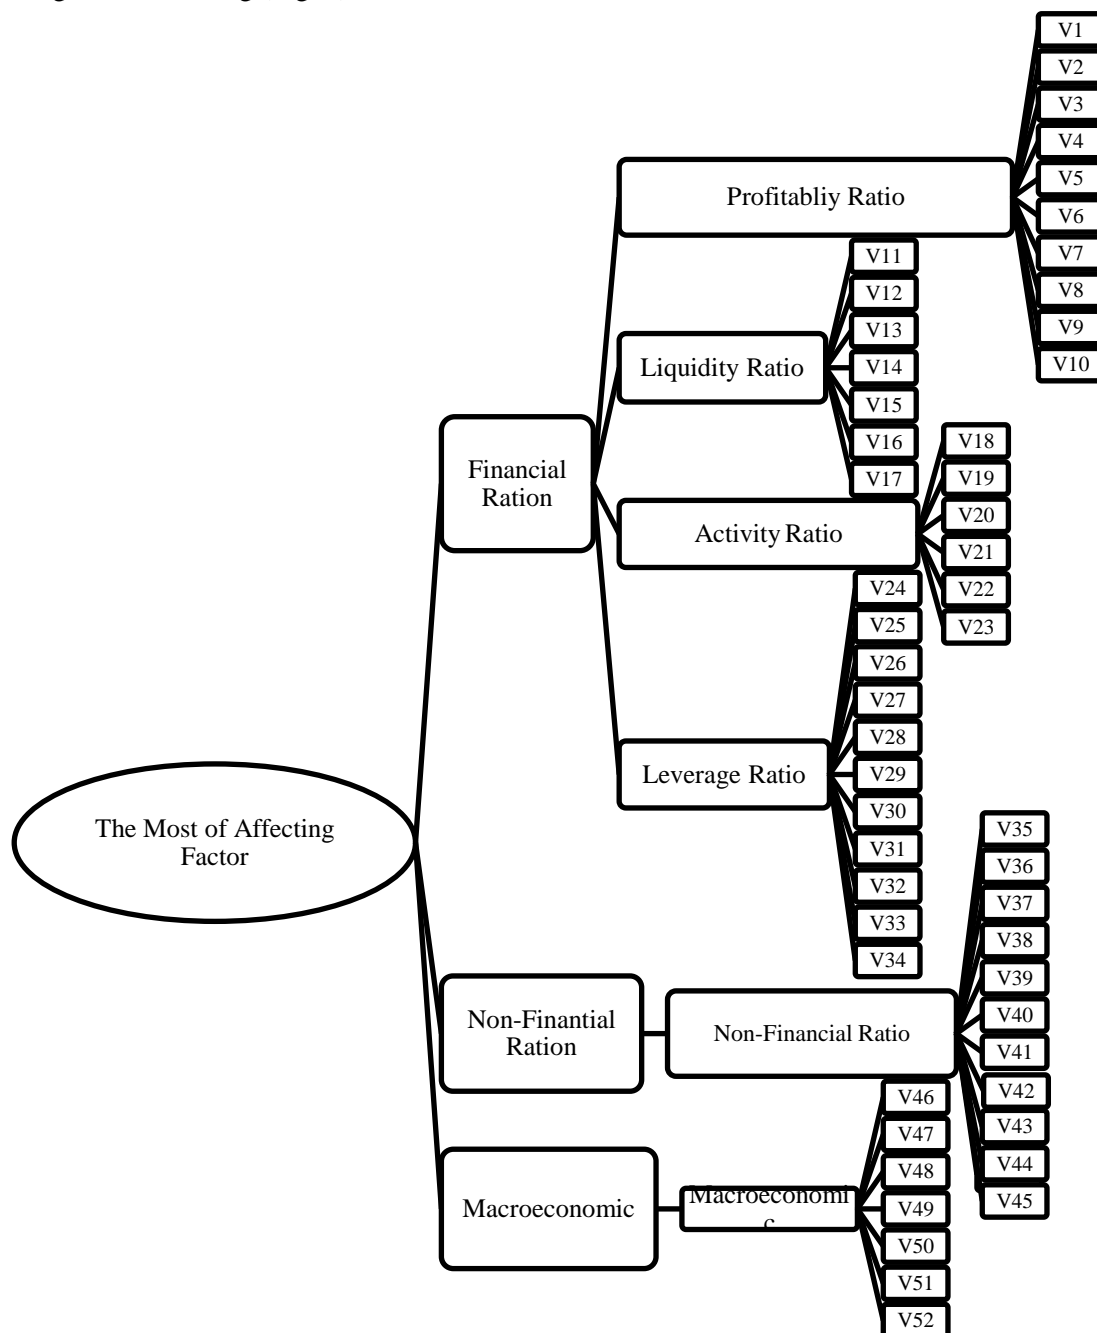 V1
V2
V3
V4
V5
V6
V7
V8
V9
V10
Profitabliy Ratio
V11
V12
V13
V14
V15
V16
V17
Liquidity Ratio
V18
V19
V20
V21
V22
V23
Financial
Ration
Activity Ratio
V24
V25
V26
V27
V28
V29
V30
V31
V32
V33
V34
Leverage Ratio
The Most of Affecting
Factor
V35
V36
V37
V38
V39
V40
V41
V42
V43
V44
V45
Non-Finantial
Ration
Non-Financial Ratio
V46
V47
V48
V49
V50
V51
V52
Macroeconomic
Macroeconomi
c